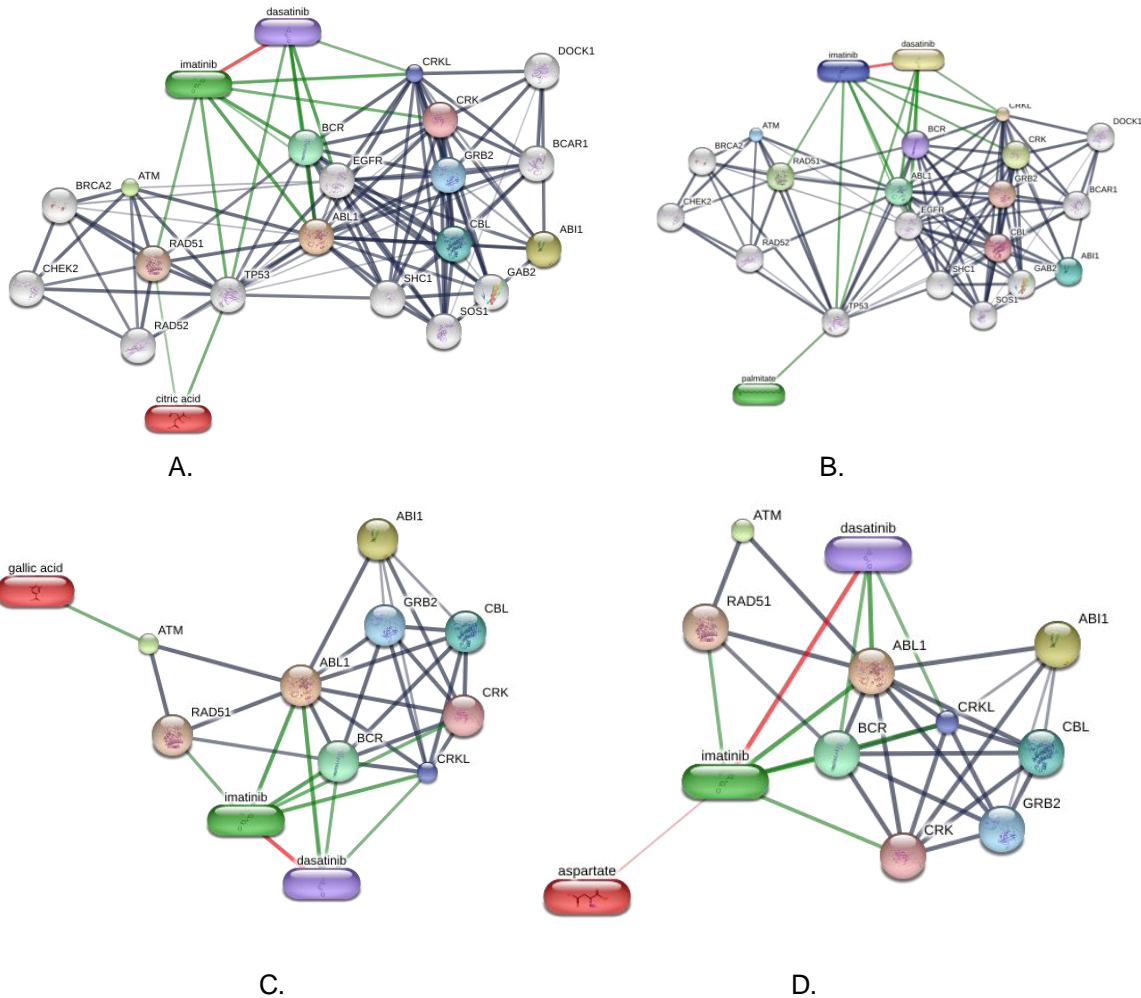 dasatinib
imatinib
CRKL
DOCK1
CRK
BCR
EGFR
GRB2
BCAR1
BRCA2
ATM
ABL1
CBL
ABI1
RAD51
CHEK2
TP53
SHC1
GAB2
RAD52
SOS1
citric acid
A.
imatinib
dasatinib
CRKL
DOCK1
ATM
BCR
CRK
BRCA2
RAD51
ABL1
GRB2
BCAR1
CHEK2
EGFR
CBL
RAD52
SHC1
GAB2
ABI1
SOS1
TP53
palmitate
B.
ABI1
gallic acid
GRB2
CBL
ATM
ABL1
CRK
RAD51
BCR
CRKL
imatinib
dasatinib
C.
ATM
dasatinib
RAD51
ABI1
ABL1
CRKL
BCR
CBL
imatinib
GRB2
CRK
aspartate
D.